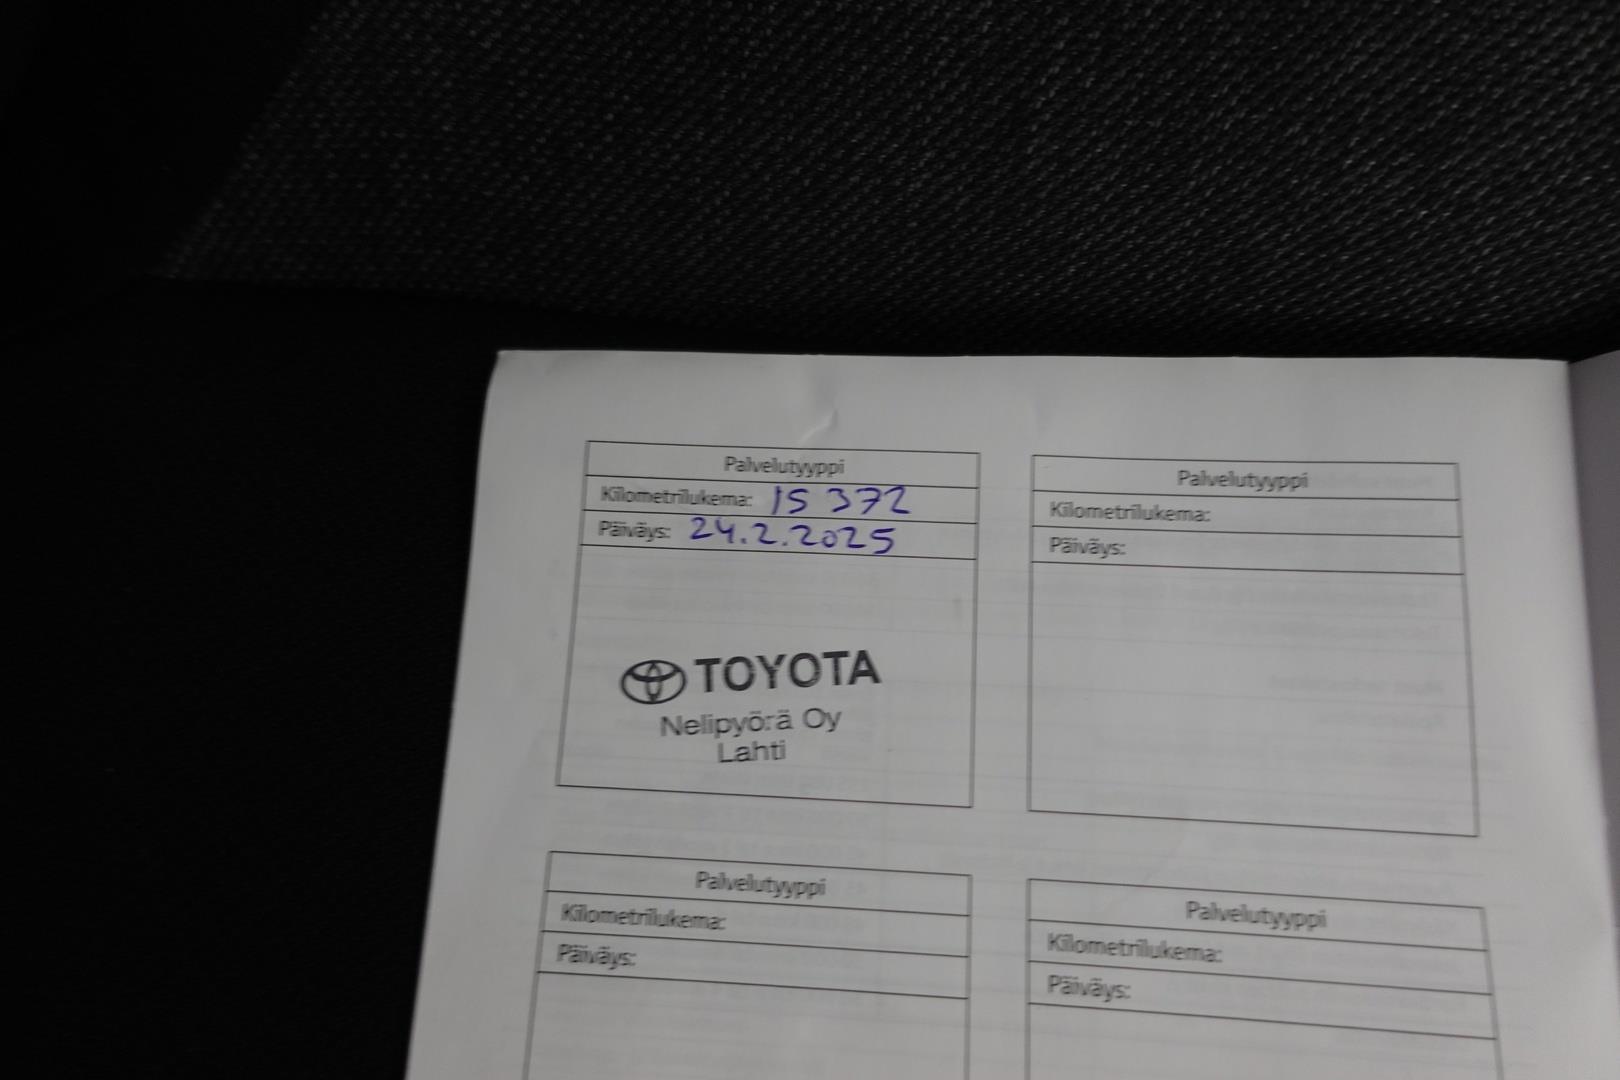 Palvelutyyppi
Kilometrilukema: 15 372
Päiväys: 24.2.2025
TOYOTA
Nelipyörä Oy
Lahti
Palvelutyyppi
Kilometrilukema:
Päiväys:
Palvelutyyppi
Kilometrilukema:
Päiväys:
Palvelutyyppi
Kilometrilukema:
Päiväys: